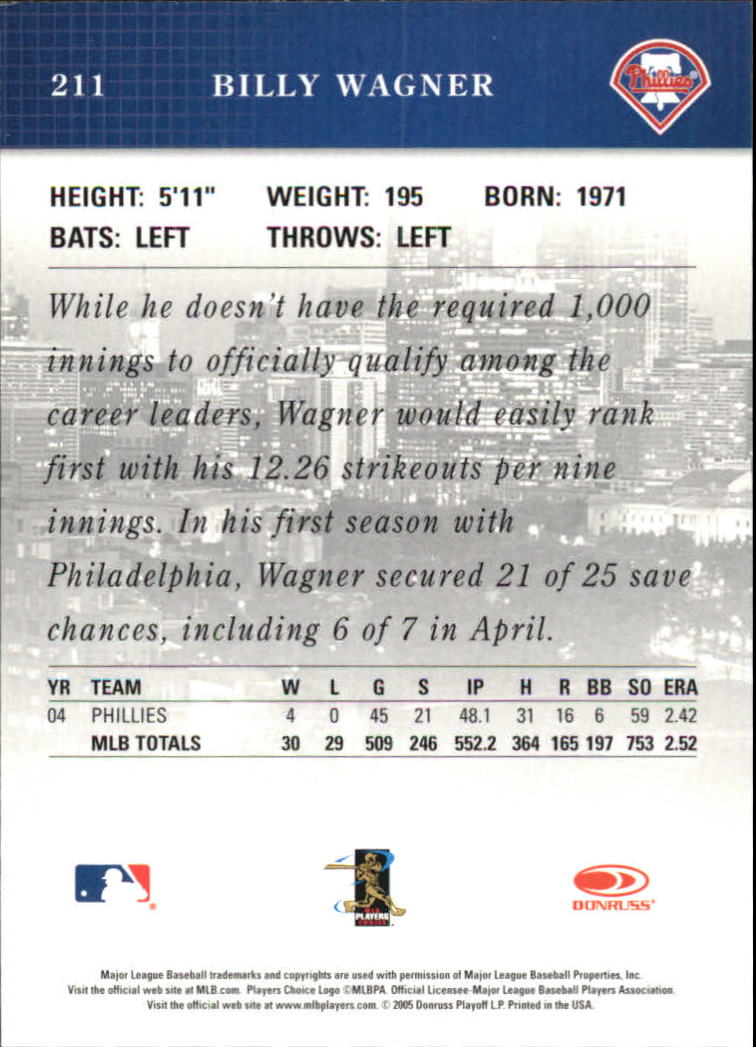 211 BILLY WAGNER Phillies®
HEIGHT: 5'11" WEIGHT: 195 BORN: 1971
BATS: LEFT THROWS: LEFT
While he doesn't have the required 1,000
innings to officially qualify among the
career leaders, Wagner would easily rank
first with his 12.26 strikeouts per nine
innings. In his first season with
Philadelphia, Wagner secured 21 of 25 save
chances, including 6 of 7 in April.
YR TEAM W L G S IP H R BB SO ERA
04 PHILLIES 4 0 45 21 48.1 31 16 6 59 2.42
MLB TOTALS 30 29 509 246 552.2 364 165 197 753 2.52
MLB
PLAYERS
CHOICE
DONRUSS®
Major League Baseball trademarks and copyrights are used with permission of Major League Baseball Properties, Inc.
Visit the official web site at MLB.com. Players Choice Logo ©MLBPA. Official Licensee-Major League Baseball Players Association.
Visit the official web site at www.mlbplayers.com. © 2005 Donruss Playoff L.P. Printed in the USA.